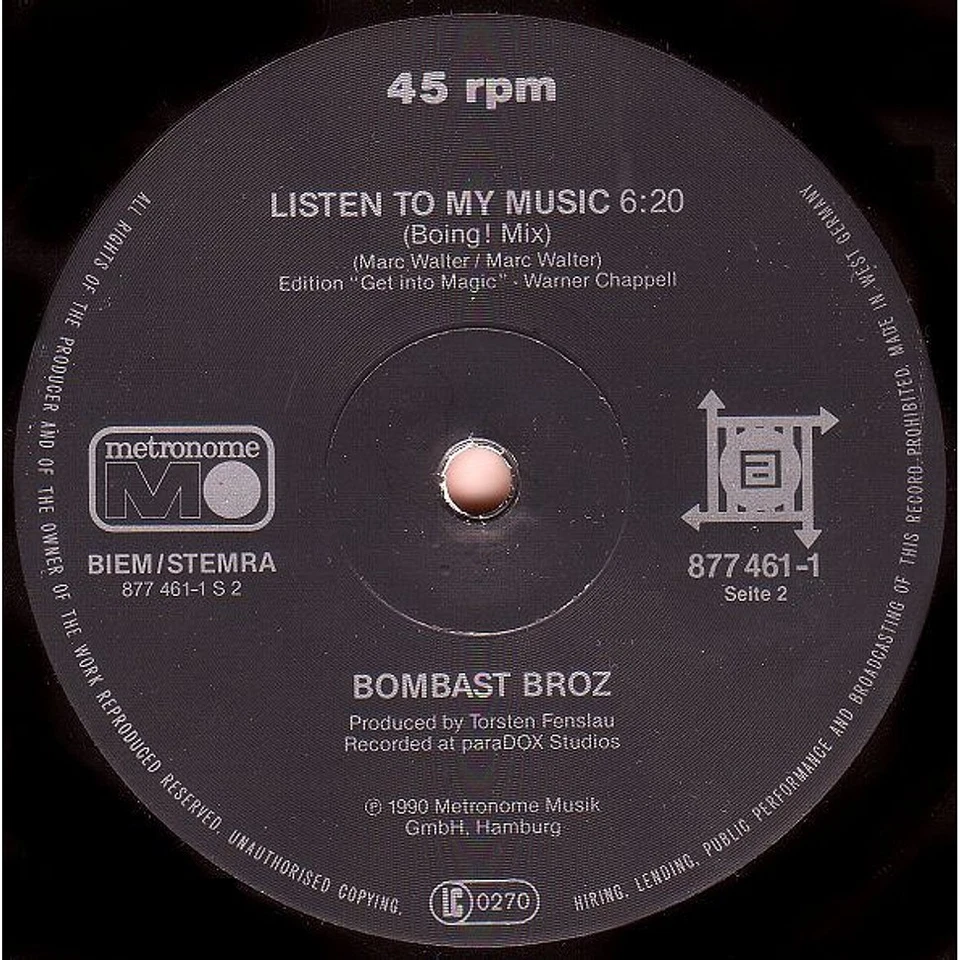 45 rpm
LISTEN TO MY MUSIC 6:20
(Boing! Mix)
(Marc Walter / Marc Walter)
Edition "Get into Magic" · Warner Chappell
metronome
MO
BIEM/STEMRA
877 461-1 S 2
a
877 461-1
Seite 2
BOMBAST BROZ
Produced by Torsten Fenslau
Recorded at paraDOX Studios
℗ 1990 Metronome Musik
GmbH, Hamburg
LC 0270
ALL RIGHTS OF THE PRODUCER AND OF THE OWNER OF THE WORK REPRODUCED RESERVED. UNAUTHORISED COPYING, HIRING, LENDING, PUBLIC PERFORMANCE AND BROADCASTING OF THIS RECORD PROHIBITED. MADE IN WEST GERMANY